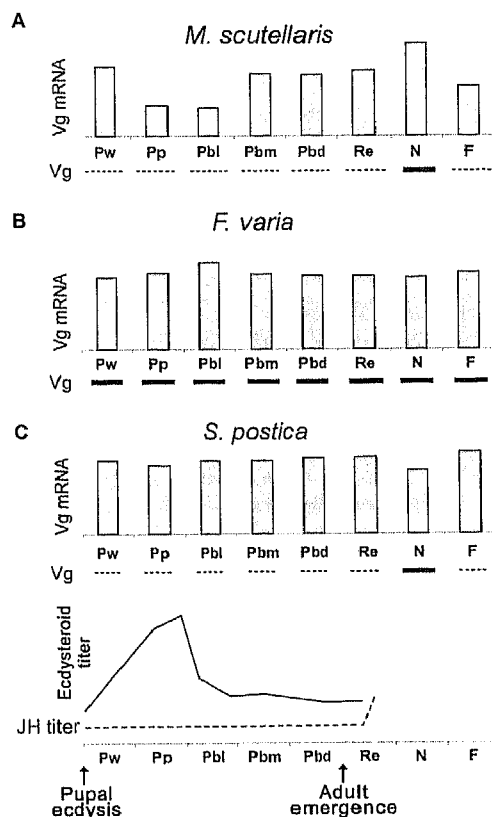 A
M. scutellaris
Vg mRNA
Pw Pp Pbl Pbm Pbd Re N F
Vg
B
F. varia
Vg mRNA
Pw Pp Pbl Pbm Pbd Re N F
Vg
C
S. postica
Vg mRNA
Pw Pp Pbl Pbm Pbd Re N F
Vg
Ecdysteroid
titer
JH titer
Pw Pp Pbl Pbm Pbd Re N F
Pupal
ecdysis
Adult
emergence